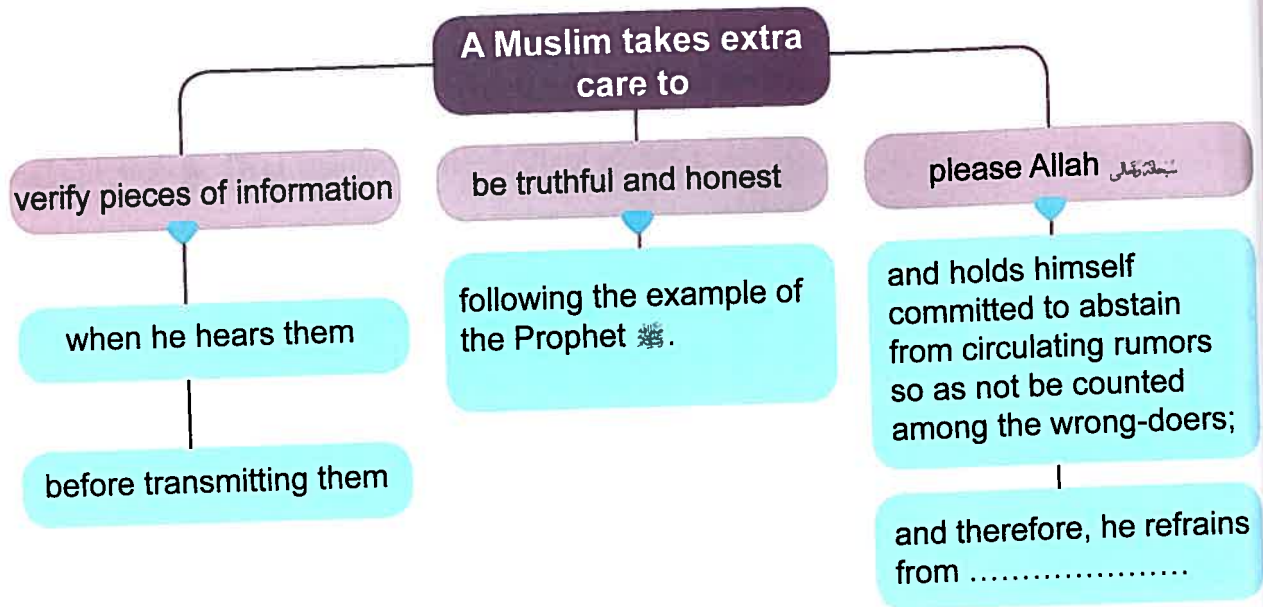 A Muslim takes extra
care to
verify pieces of information
when he hears them
before transmitting them
be truthful and honest
following the example of
the Prophet ﷺ.
please Allah سبحانه وتعالى
and holds himself
committed to abstain
from circulating rumors
so as not be counted
among the wrong-doers;
and therefore, he refrains
from ......................